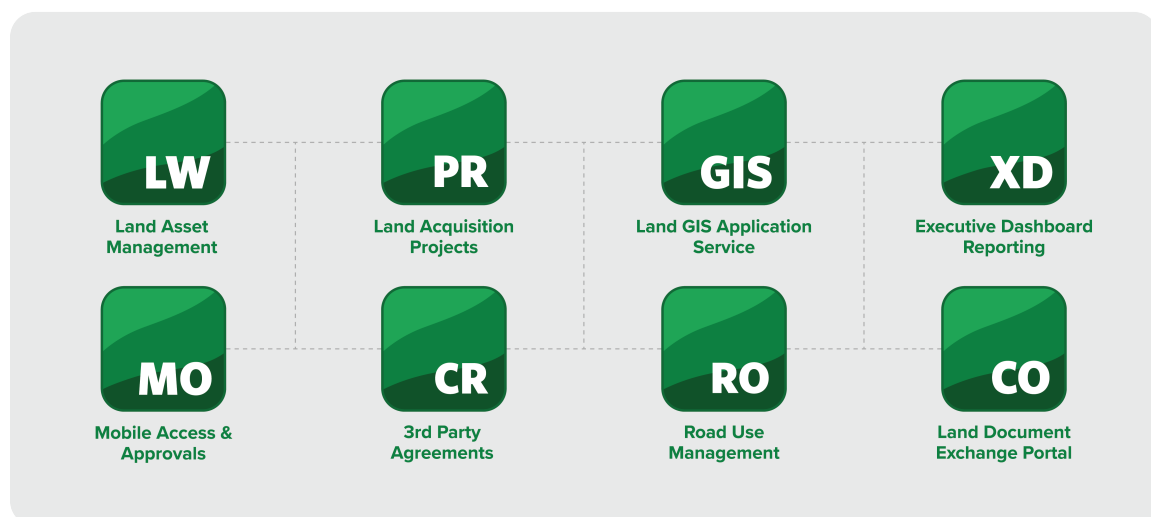 LW
Land Asset
Management
PR
Land Acquisition
Projects
GIS
Land GIS Application
Service
XD
Executive Dashboard
Reporting
MO
Mobile Access &
Approvals
CR
3rd Party
Agreements
RO
Road Use
Management
CO
Land Document
Exchange Portal